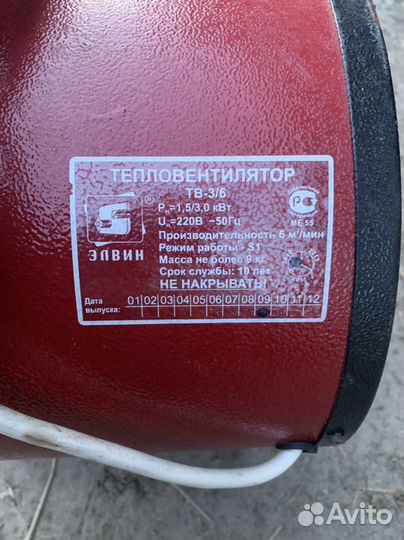 ТЕПЛОВЕНТИЛЯТОР
ТВ-3/6
Pн=1,5/3,0 кВт
Uн=220В ~50Гц
Производительность 6 м³/мин
Режим работы - S1
Масса не более 9 кг
Срок службы: 10 лет
НЕ НАКРЫВАТЬ!
®
ЭЛВИН
РС
МЕ 55
Дата выпуска:
01 02 03 04 05 06 07 08 09 10 11 12
Avito